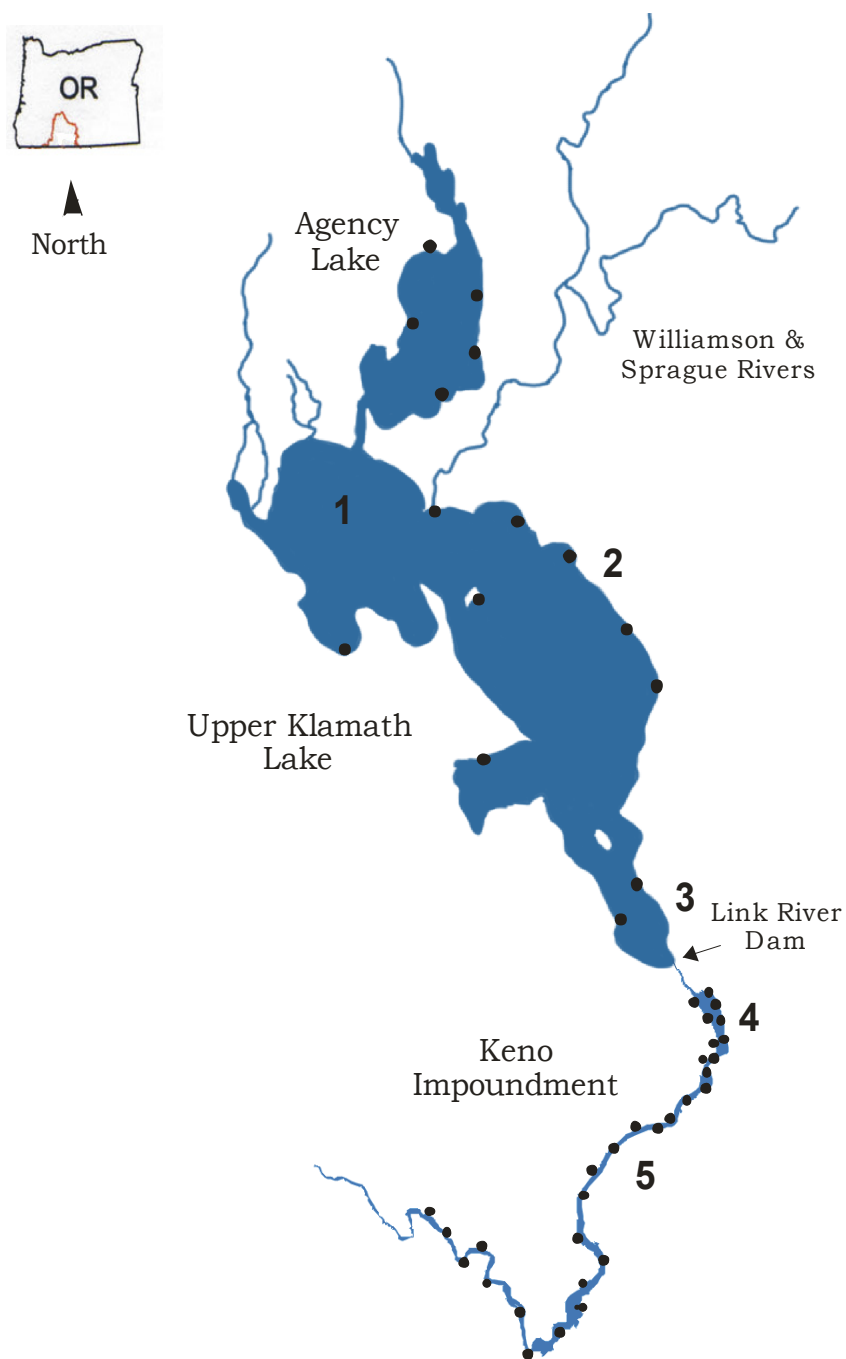 OR
North
Agency
Lake
Williamson &
Sprague Rivers
1
2
Upper Klamath
Lake
3
Link River
Dam
4
Keno
Impoundment
5